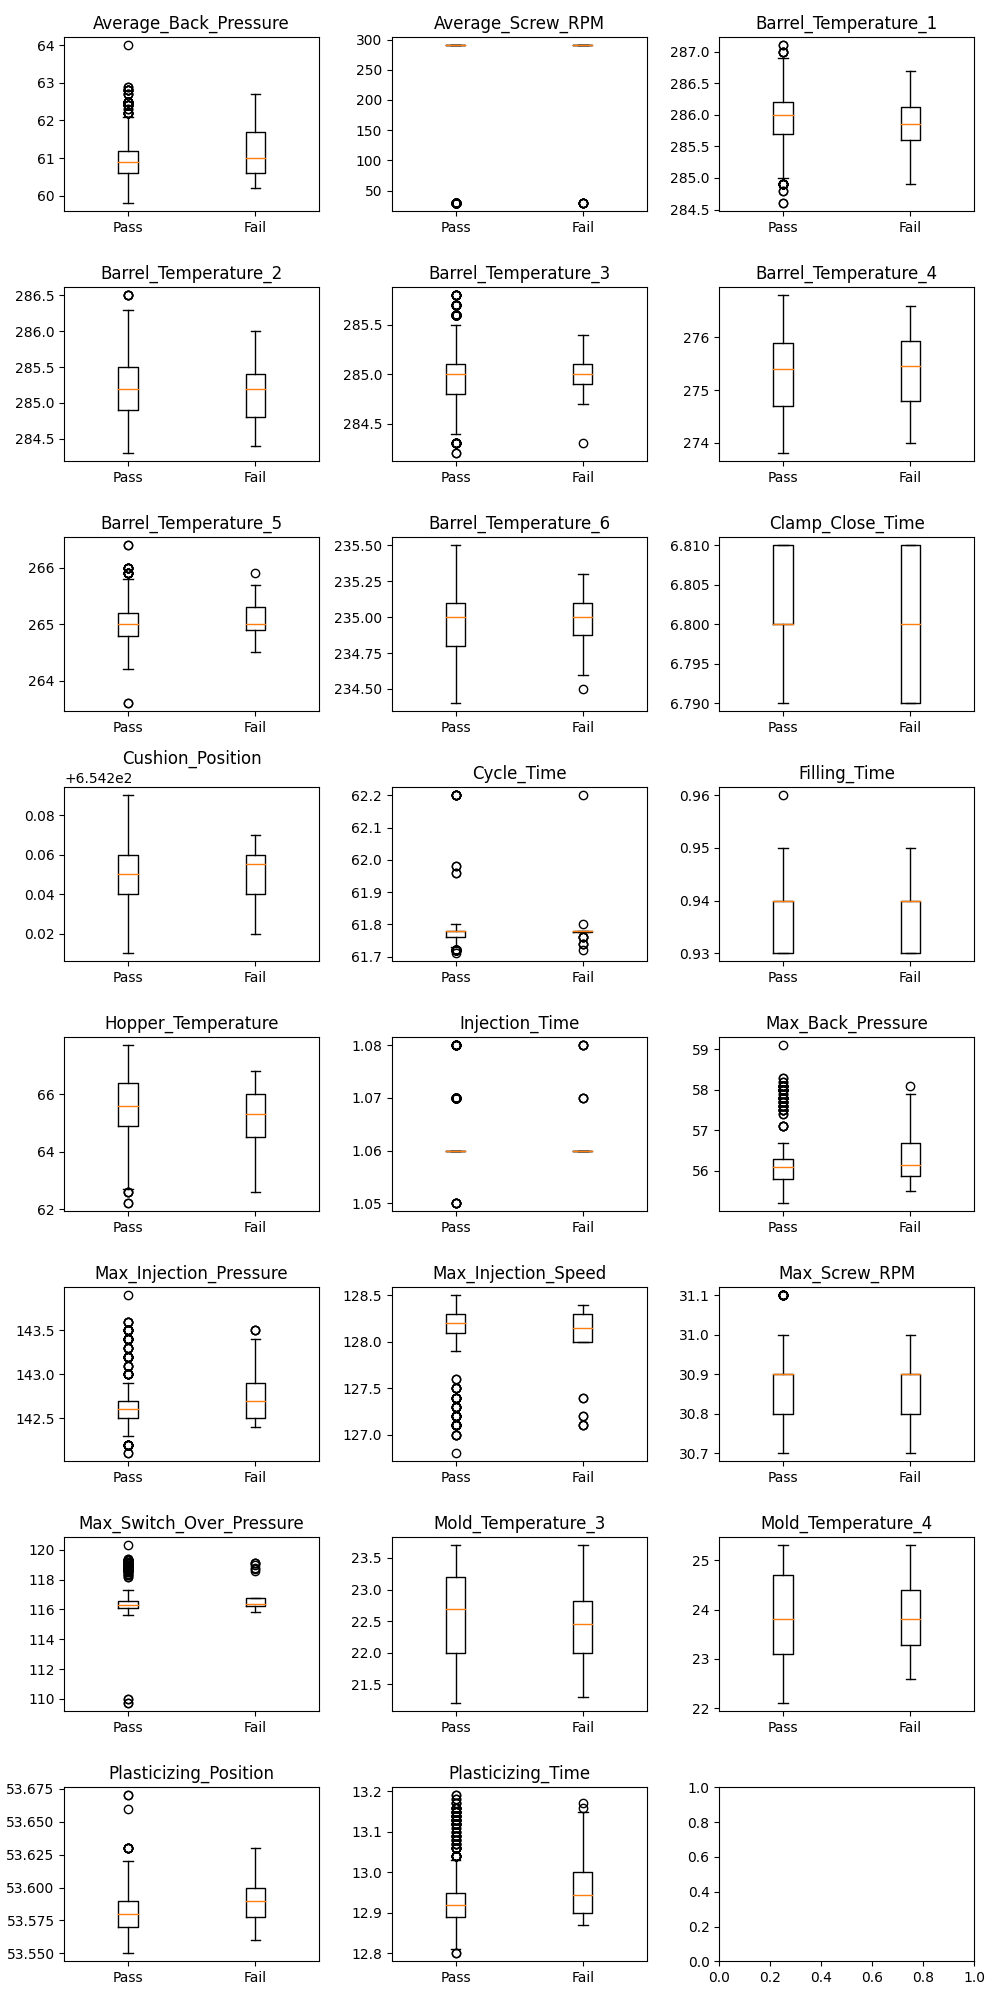 Average_Back_Pressure
64
63
62
61
60
Pass Fail
Average_Screw_RPM
300
250
200
150
100
50
Pass Fail
Barrel_Temperature_1
287.0
286.5
286.0
285.5
285.0
284.5
Pass Fail
Barrel_Temperature_2
286.5
286.0
285.5
285.0
284.5
Pass Fail
Barrel_Temperature_3
285.5
285.0
284.5
Pass Fail
Barrel_Temperature_4
276
275
274
Pass Fail
Barrel_Temperature_5
266
265
264
Pass Fail
Barrel_Temperature_6
235.50
235.25
235.00
234.75
234.50
Pass Fail
Clamp_Close_Time
6.810
6.805
6.800
6.795
6.790
Pass Fail
Cushion_Position
+6.542e2
0.08
0.06
0.04
0.02
Pass Fail
Cycle_Time
62.2
62.1
62.0
61.9
61.8
61.7
Pass Fail
Filling_Time
0.96
0.95
0.94
0.93
Pass Fail
Hopper_Temperature
66
64
62
Pass Fail
Injection_Time
1.08
1.07
1.06
1.05
Pass Fail
Max_Back_Pressure
59
58
57
56
Pass Fail
Max_Injection_Pressure
143.5
143.0
142.5
Pass Fail
Max_Injection_Speed
128.5
128.0
127.5
127.0
Pass Fail
Max_Screw_RPM
31.1
31.0
30.9
30.8
30.7
Pass Fail
Max_Switch_Over_Pressure
120
118
116
114
112
110
Pass Fail
Mold_Temperature_3
23.5
23.0
22.5
22.0
21.5
Pass Fail
Mold_Temperature_4
25
24
23
22
Pass Fail
Plasticizing_Position
53.675
53.650
53.625
53.600
53.575
53.550
Pass Fail
Plasticizing_Time
13.2
13.1
13.0
12.9
12.8
Pass Fail
1.0
0.8
0.6
0.4
0.2
0.0
0.0 0.2 0.4 0.6 0.8 1.0